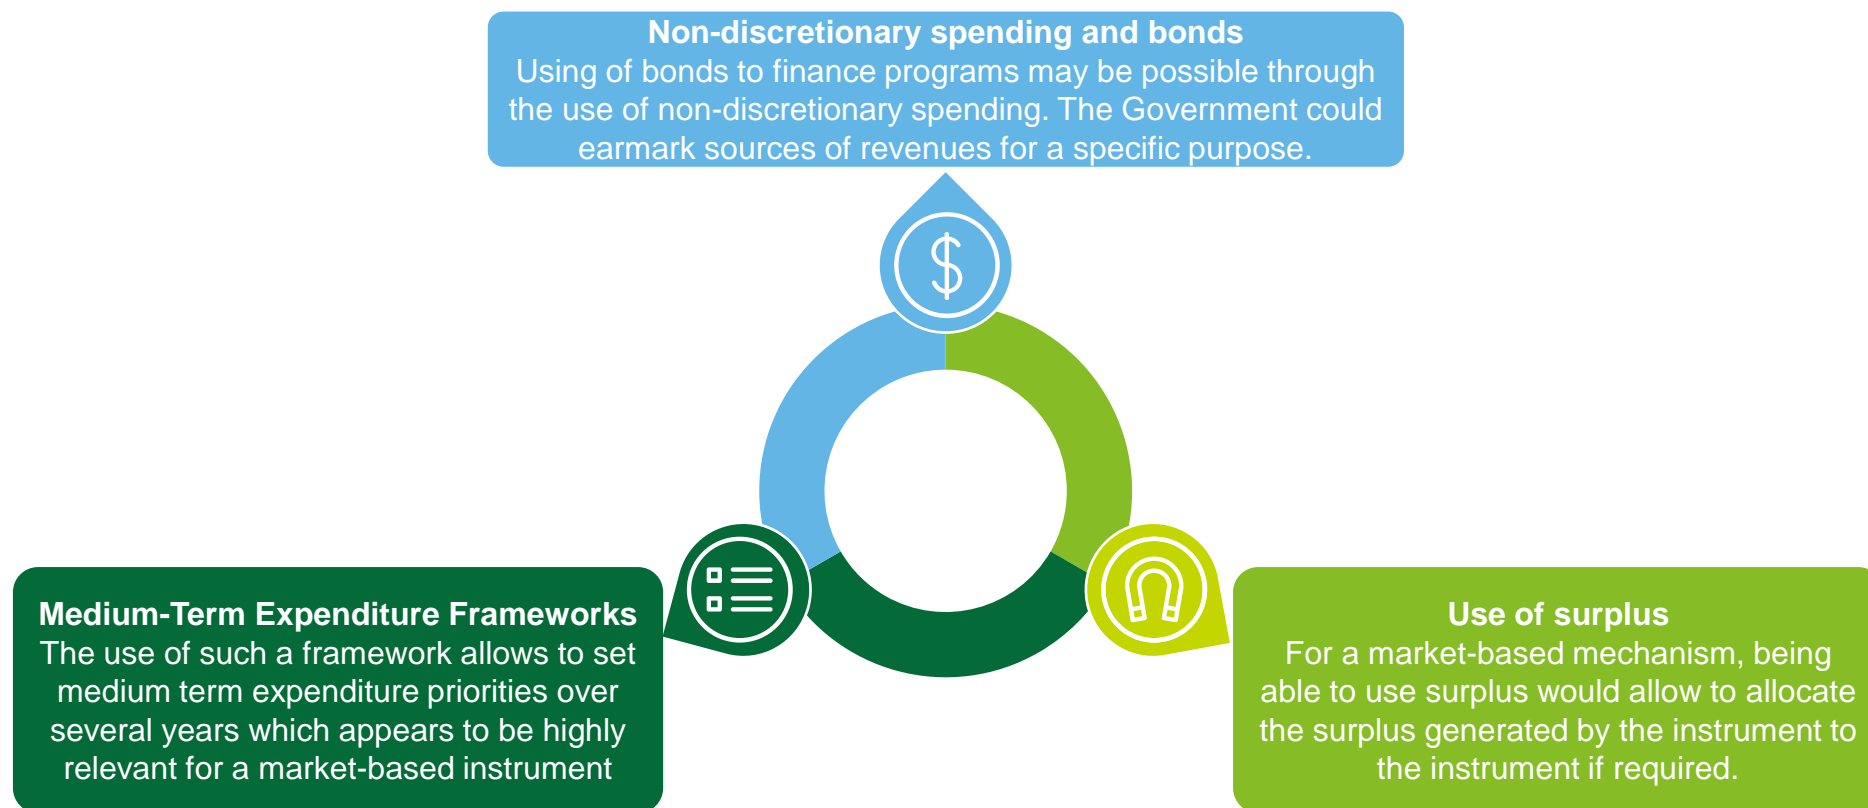 Non-discretionary spending and bonds
Using of bonds to finance programs may be possible through
the use of non-discretionary spending. The Government could
earmark sources of revenues for a specific purpose.
Medium-Term Expenditure Frameworks
The use of such a framework allows to set
medium term expenditure priorities over
several years which appears to be highly
relevant for a market-based instrument
Use of surplus
For a market-based mechanism, being
able to use surplus would allow to allocate
the surplus generated by the instrument to
the instrument if required.